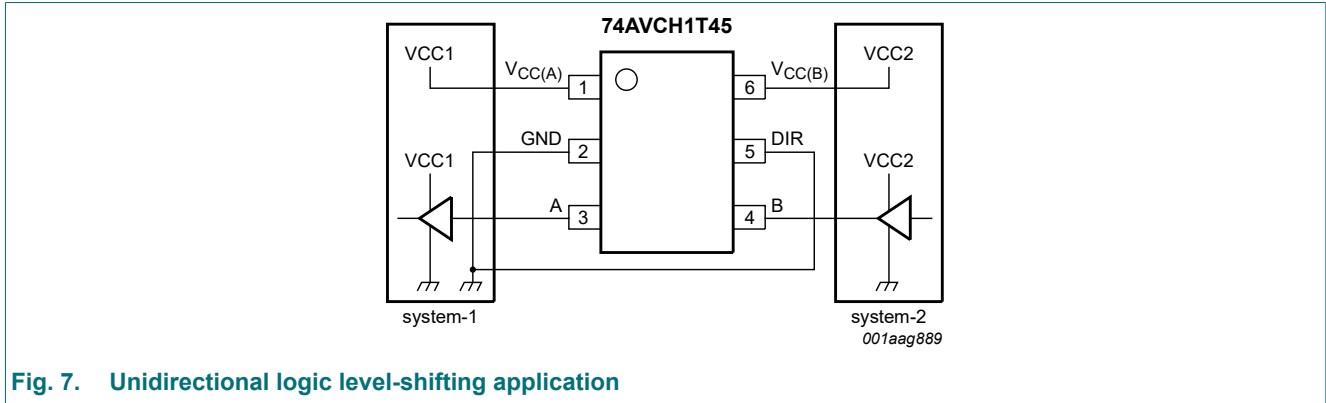 74AVCH1T45
VCC1
VCC(A)
1
6
VCC(B)
VCC2
GND
2
5
DIR
VCC1
VCC2
A
3
4
B
system-1
system-2
001aag889
Fig. 7. Unidirectional logic level-shifting application